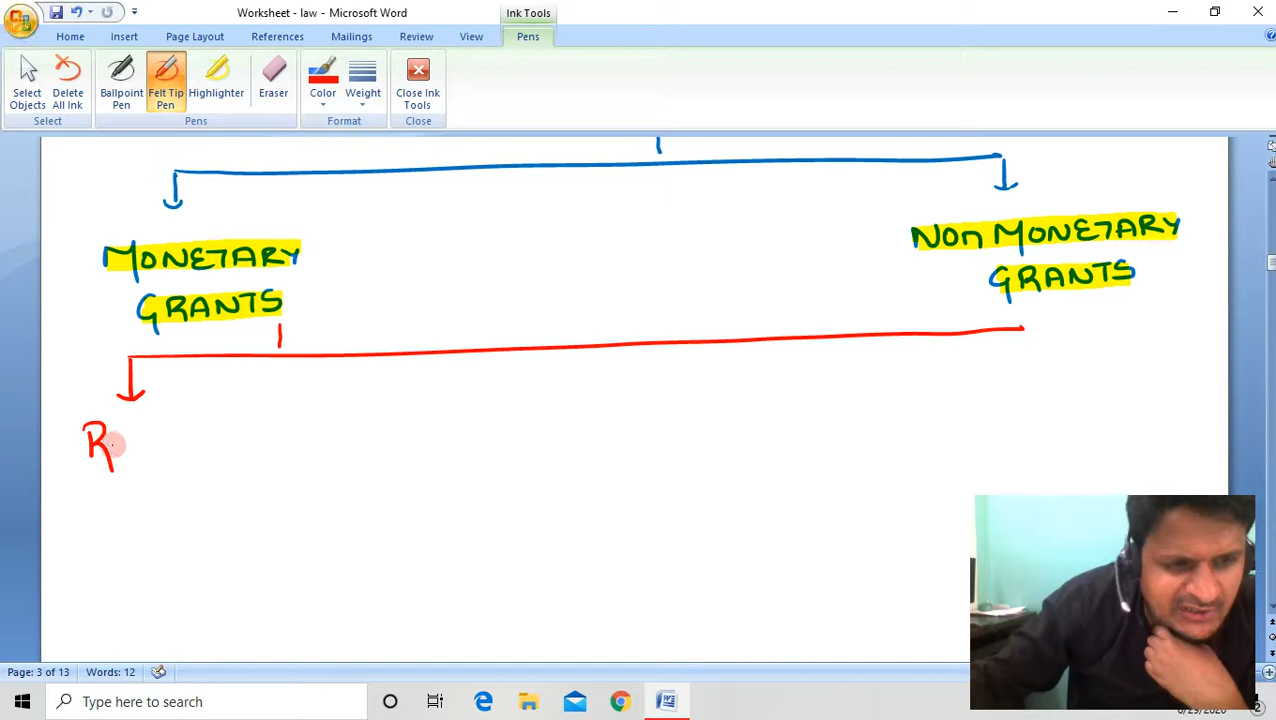 Worksheet - law - Microsoft Word
Ink Tools
Home Insert Page Layout References Mailings Review View Pens
Select Objects
Delete All Ink
Ballpoint Pen
Felt Tip Pen
Highlighter
Eraser
Color
Weight
Close Ink Tools
Select Pens Format Close
MONETARY
GRANTS
NON MONETARY
GRANTS
R
Page: 3 of 13 Words: 12
Type here to search